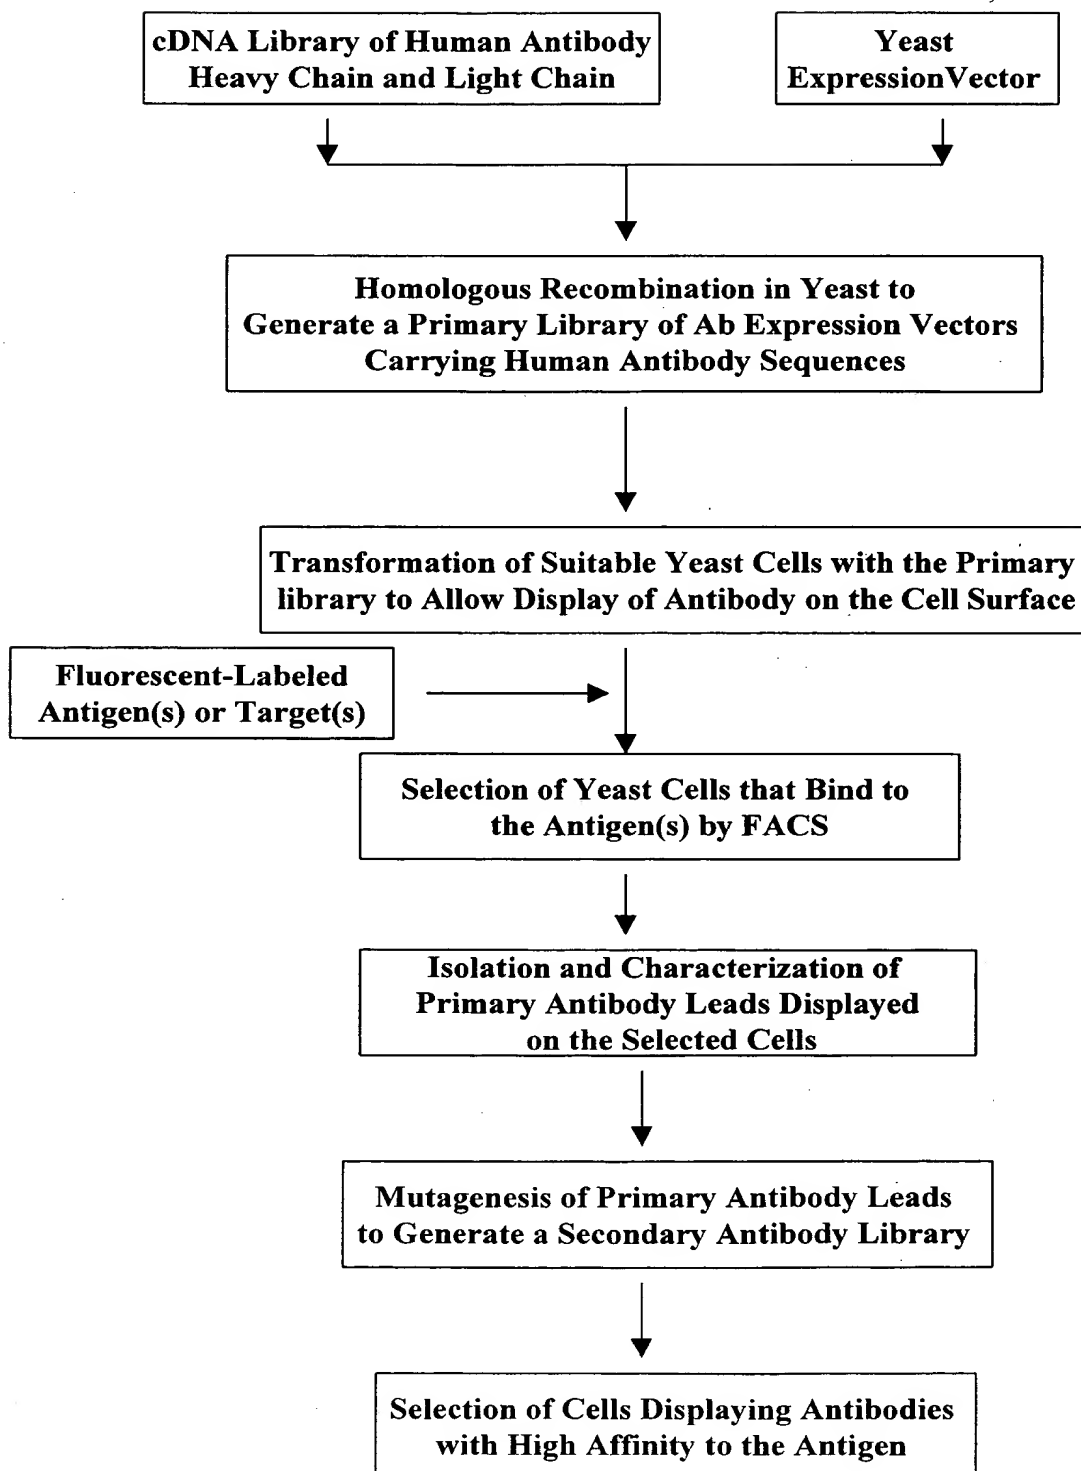 cDNA Library of Human Antibody
Heavy Chain and Light Chain
Yeast
ExpressionVector
Homologous Recombination in Yeast to
Generate a Primary Library of Ab Expression Vectors
Carrying Human Antibody Sequences
Transformation of Suitable Yeast Cells with the Primary
library to Allow Display of Antibody on the Cell Surface
Fluorescent-Labeled
Antigen(s) or Target(s)
Selection of Yeast Cells that Bind to
the Antigen(s) by FACS
Isolation and Characterization of
Primary Antibody Leads Displayed
on the Selected Cells
Mutagenesis of Primary Antibody Leads
to Generate a Secondary Antibody Library
Selection of Cells Displaying Antibodies
with High Affinity to the Antigen